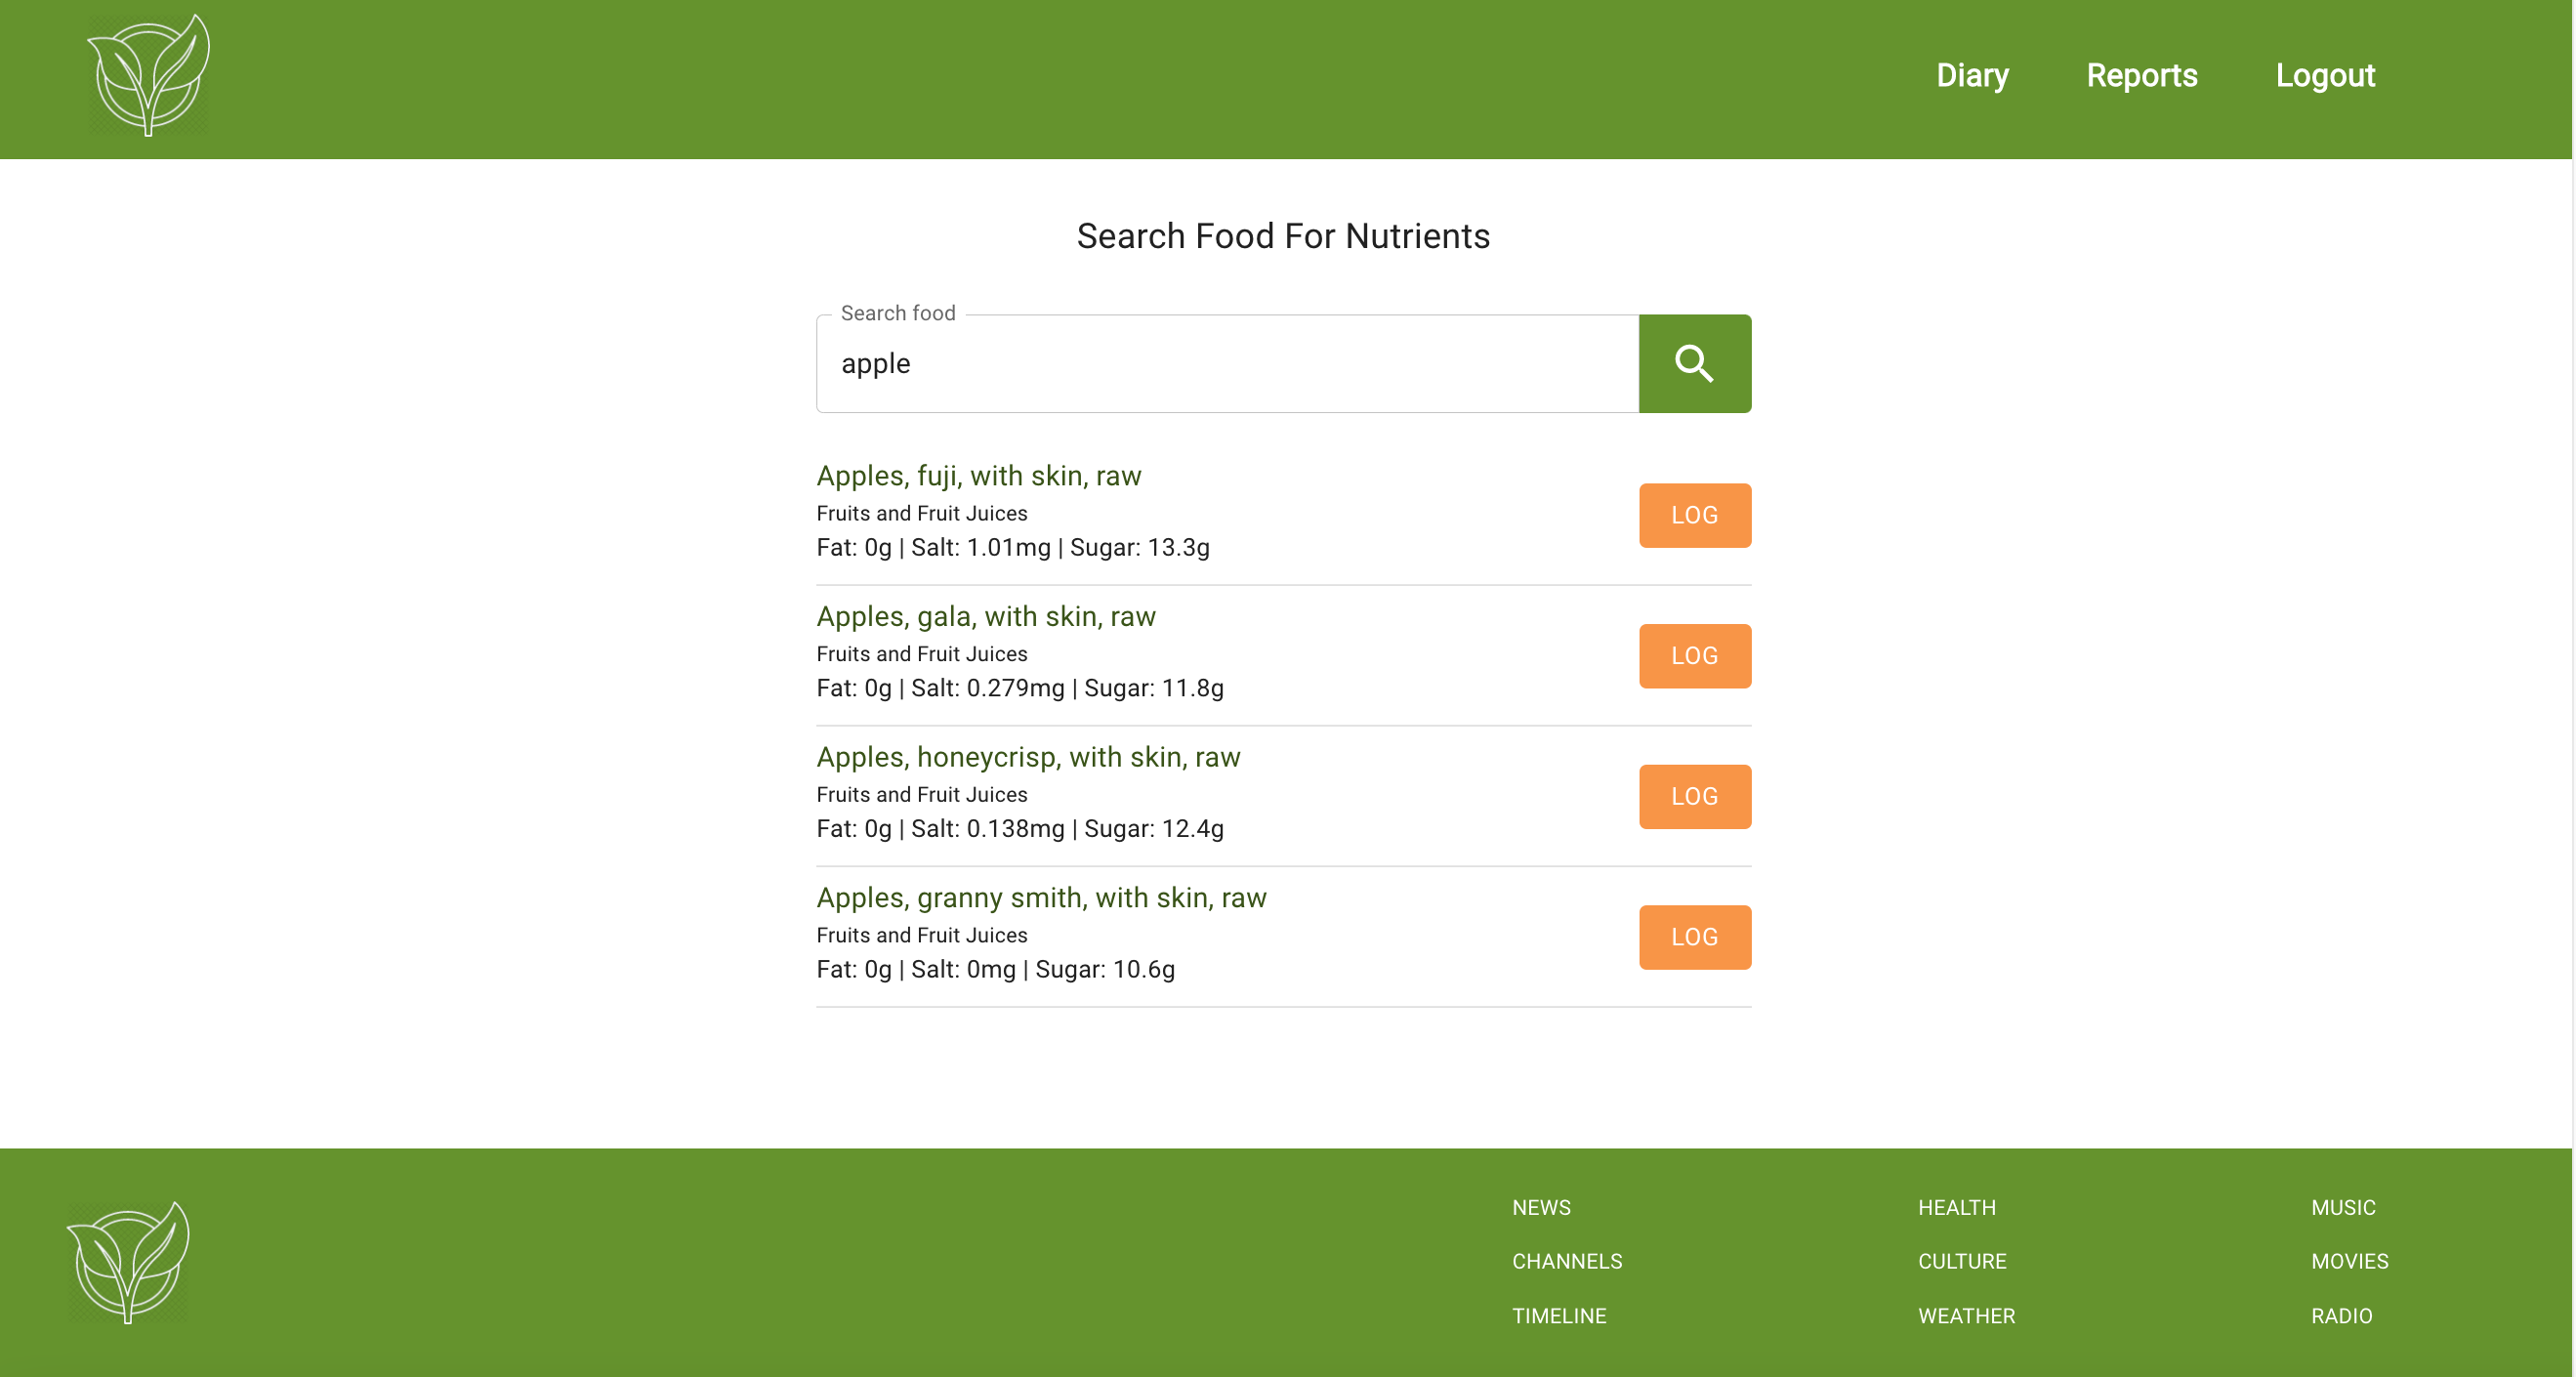 Diary Reports Logout
Search Food For Nutrients
Search food
apple
Apples, fuji, with skin, raw
Fruits and Fruit Juices
Fat: 0g | Salt: 1.01mg | Sugar: 13.3g
LOG
Apples, gala, with skin, raw
Fruits and Fruit Juices
Fat: 0g | Salt: 0.279mg | Sugar: 11.8g
LOG
Apples, honeycrisp, with skin, raw
Fruits and Fruit Juices
Fat: 0g | Salt: 0.138mg | Sugar: 12.4g
LOG
Apples, granny smith, with skin, raw
Fruits and Fruit Juices
Fat: 0g | Salt: 0mg | Sugar: 10.6g
LOG
NEWS
CHANNELS
TIMELINE
HEALTH
CULTURE
WEATHER
MUSIC
MOVIES
RADIO